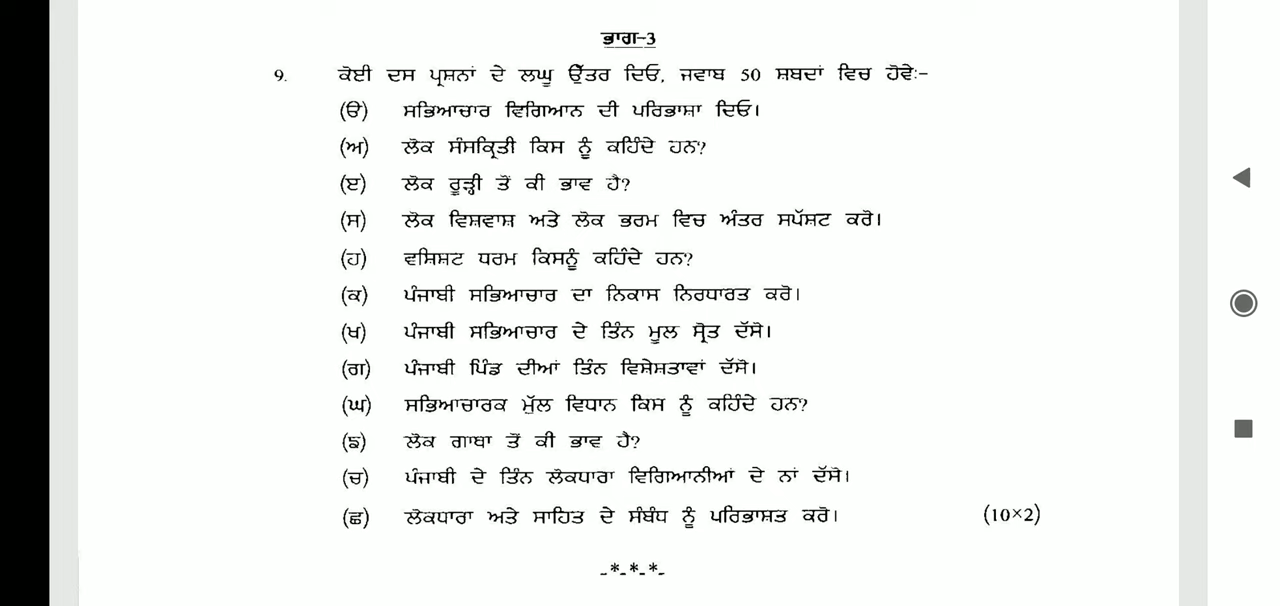 ਭਾਗ-3
9. ਕੋਈ ਦਸ ਪ੍ਰਸ਼ਨਾਂ ਦੇ ਲਘੂ ਉੱਤਰ ਦਿਓ, ਜਵਾਬ 50 ਸ਼ਬਦਾਂ ਵਿਚ ਹੋਵੇ:-
(ੳ) ਸਭਿਆਚਾਰ ਵਿਗਿਆਨ ਦੀ ਪਰਿਭਾਸ਼ਾ ਦਿਓ।
(ਅ) ਲੋਕ ਸੰਸਕ੍ਰਿਤੀ ਕਿਸ ਨੂੰ ਕਹਿੰਦੇ ਹਨ?
(ੲ) ਲੋਕ ਰੂੜ੍ਹੀ ਤੋਂ ਕੀ ਭਾਵ ਹੈ?
(ਸ) ਲੋਕ ਵਿਸ਼ਵਾਸ਼ ਅਤੇ ਲੋਕ ਭਰਮ ਵਿਚ ਅੰਤਰ ਸਪੱਸ਼ਟ ਕਰੋ।
(ਹ) ਵਸ਼ਿਸ਼ਟ ਧਰਮ ਕਿਸਨੂੰ ਕਹਿੰਦੇ ਹਨ?
(ਕ) ਪੰਜਾਬੀ ਸਭਿਆਚਾਰ ਦਾ ਨਿਕਾਸ ਨਿਰਧਾਰਤ ਕਰੋ।
(ਖ) ਪੰਜਾਬੀ ਸਭਿਆਚਾਰ ਦੇ ਤਿੰਨ ਮੂਲ ਸ੍ਰੋਤ ਦੱਸੋ।
(ਗ) ਪੰਜਾਬੀ ਪਿੰਡ ਦੀਆਂ ਤਿੰਨ ਵਿਸ਼ੇਸ਼ਤਾਵਾਂ ਦੱਸੋ।
(ਘ) ਸਭਿਆਚਾਰਕ ਮੁੱਲ ਵਿਧਾਨ ਕਿਸ ਨੂੰ ਕਹਿੰਦੇ ਹਨ?
(ਙ) ਲੋਕ ਗਾਥਾ ਤੋਂ ਕੀ ਭਾਵ ਹੈ?
(ਚ) ਪੰਜਾਬੀ ਦੇ ਤਿੰਨ ਲੋਕਧਾਰਾ ਵਿਗਿਆਨੀਆਂ ਦੇ ਨਾਂ ਦੱਸੋ।
(ਛ) ਲੋਕਧਾਰਾ ਅਤੇ ਸਾਹਿਤ ਦੇ ਸੰਬੰਧ ਨੂੰ ਪਰਿਭਾਸ਼ਤ ਕਰੋ। (10×2)
-*-*-*-